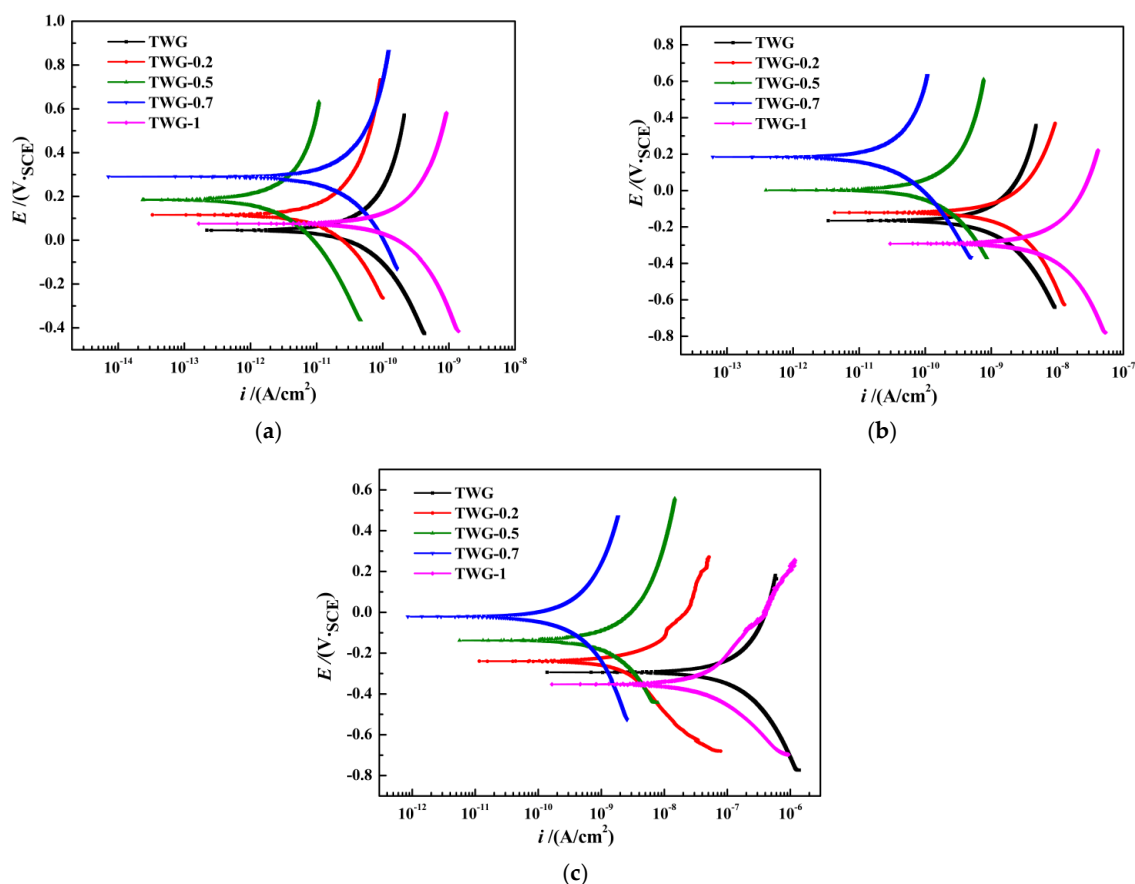 1.0
0.8
0.6
0.4
0.2
0.0
-0.2
-0.4
E /(V·SCE)
TWG
TWG-0.2
TWG-0.5
TWG-0.7
TWG-1
10^-14 10^-13 10^-12 10^-11 10^-10 10^-9 10^-8
i /(A/cm²)
(a)
0.8
0.6
0.4
0.2
0.0
-0.2
-0.4
-0.6
-0.8
E /(V·SCE)
TWG
TWG-0.2
TWG-0.5
TWG-0.7
TWG-1
10^-13 10^-12 10^-11 10^-10 10^-9 10^-8 10^-7
i /(A/cm²)
(b)
0.6
0.4
0.2
0.0
-0.2
-0.4
-0.6
-0.8
E /(V·SCE)
TWG
TWG-0.2
TWG-0.5
TWG-0.7
TWG-1
10^-12 10^-11 10^-10 10^-9 10^-8 10^-7 10^-6
i /(A/cm²)
(c)